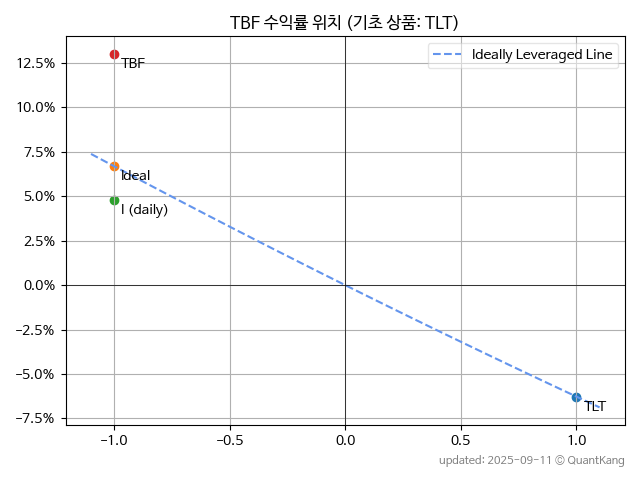 TBF 수익률 위치 (기초 상품: TLT)
Ideally Leveraged Line
12.5%
10.0%
7.5%
5.0%
2.5%
0.0%
−2.5%
−5.0%
−7.5%
TBF
Ideal
I (daily)
TLT
−1.0
−0.5
0.0
0.5
1.0
updated: 2025-09-11 © QuantKang